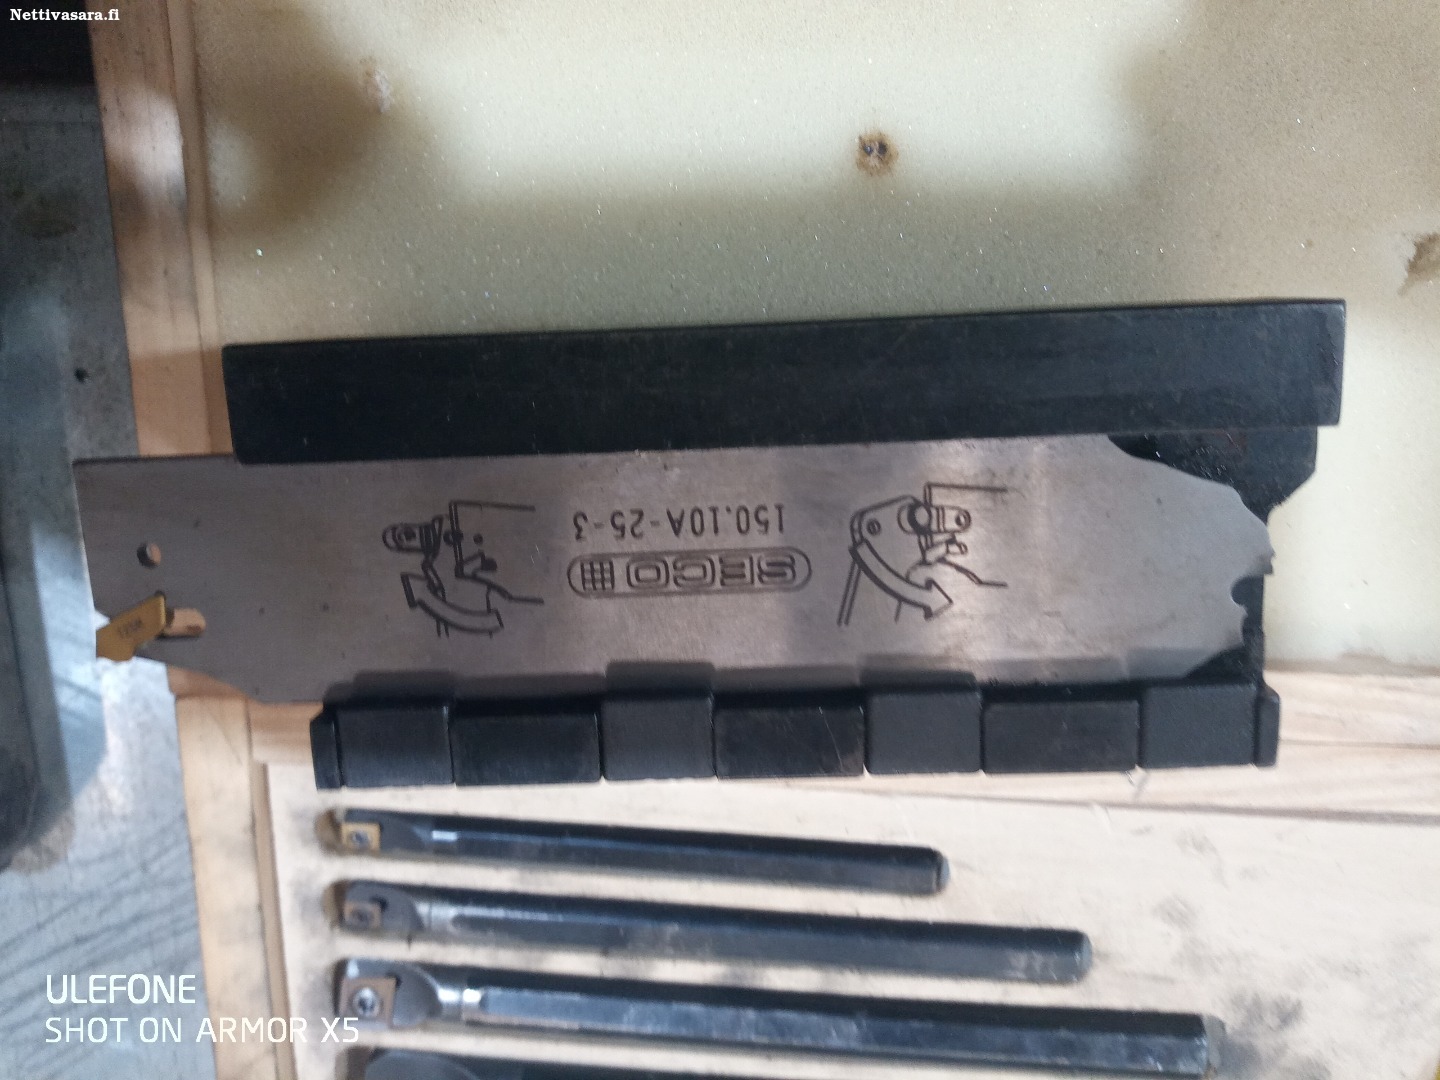 Nettivasara.fi
150.10A-25-3
SECO
ULEFONE
SHOT ON ARMOR X5